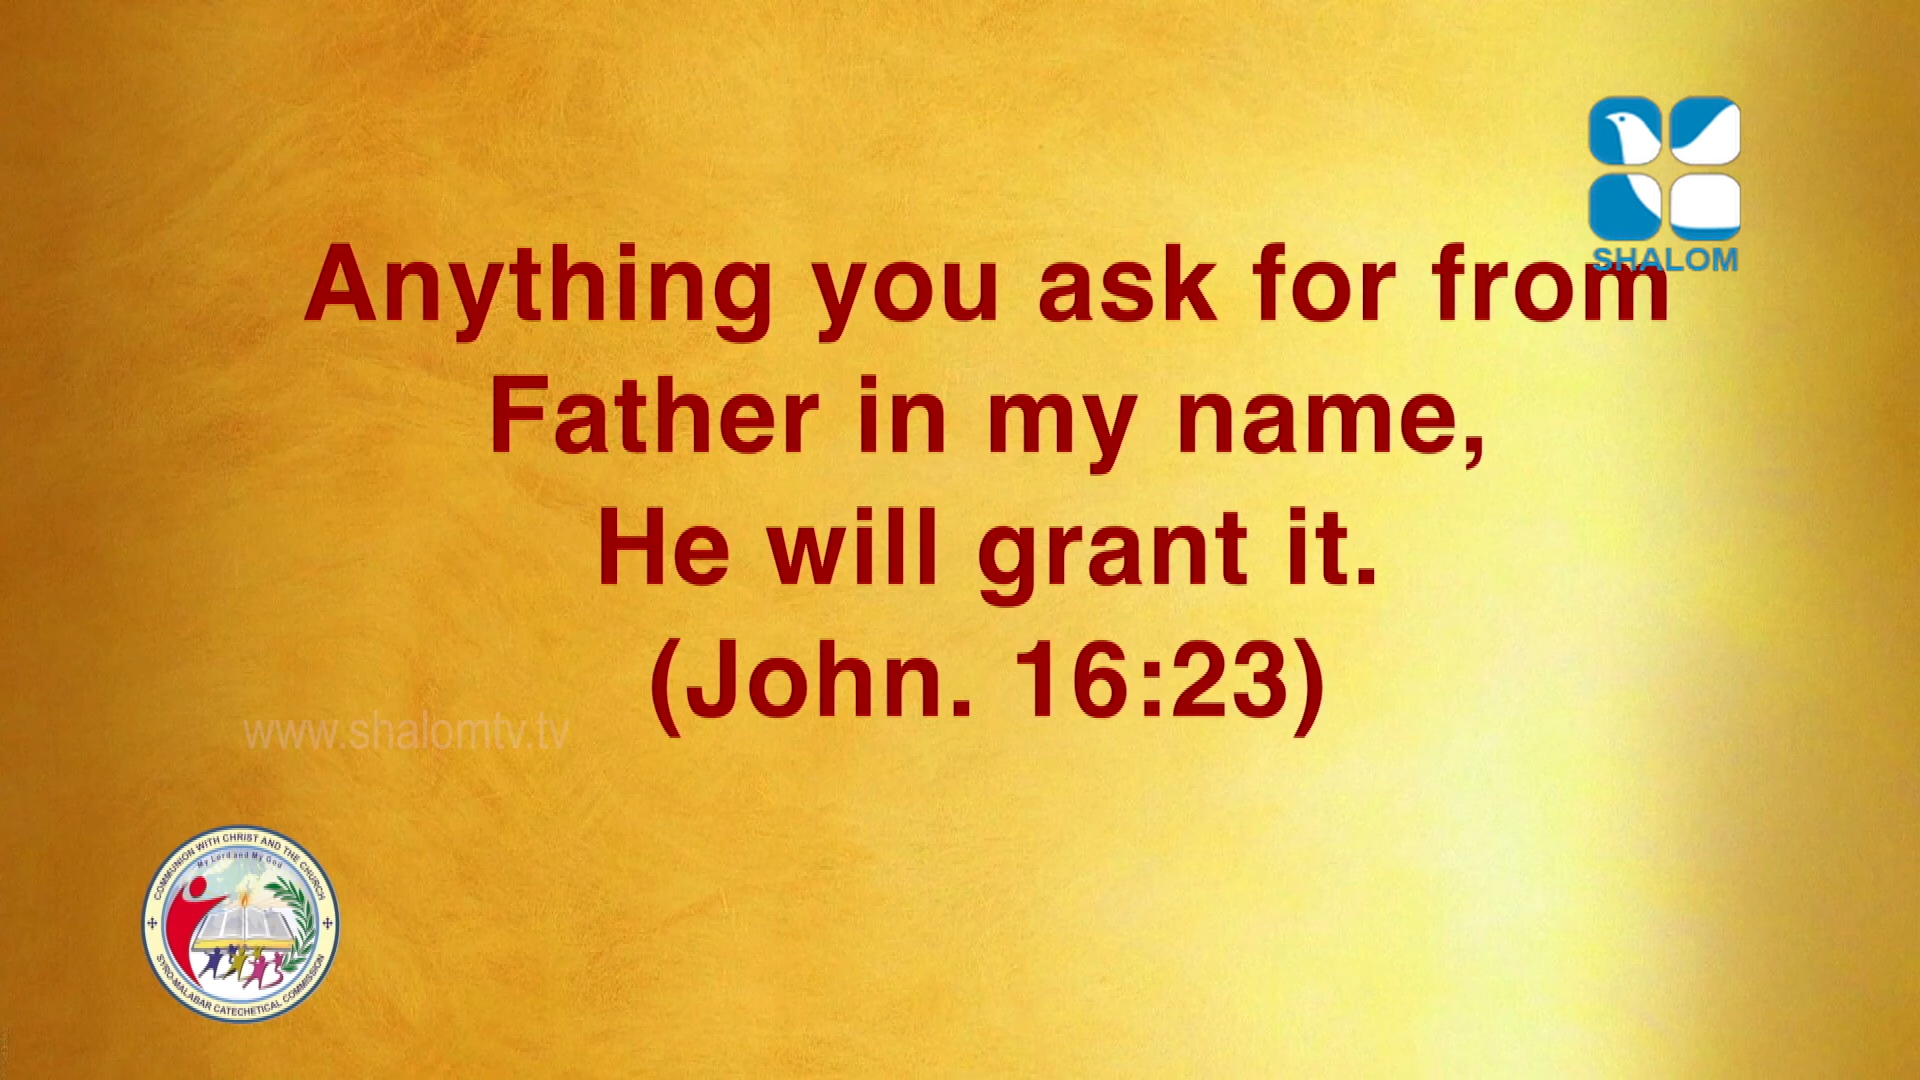 SHALOM
Anything you ask for from
Father in my name,
He will grant it.
(John. 16:23)
www.shalomtv.tv
COMMUNION WITH CHRIST AND THE CHURCH
My Lord and My God
SYRO-MALABAR CATECHETICAL COMMISSION